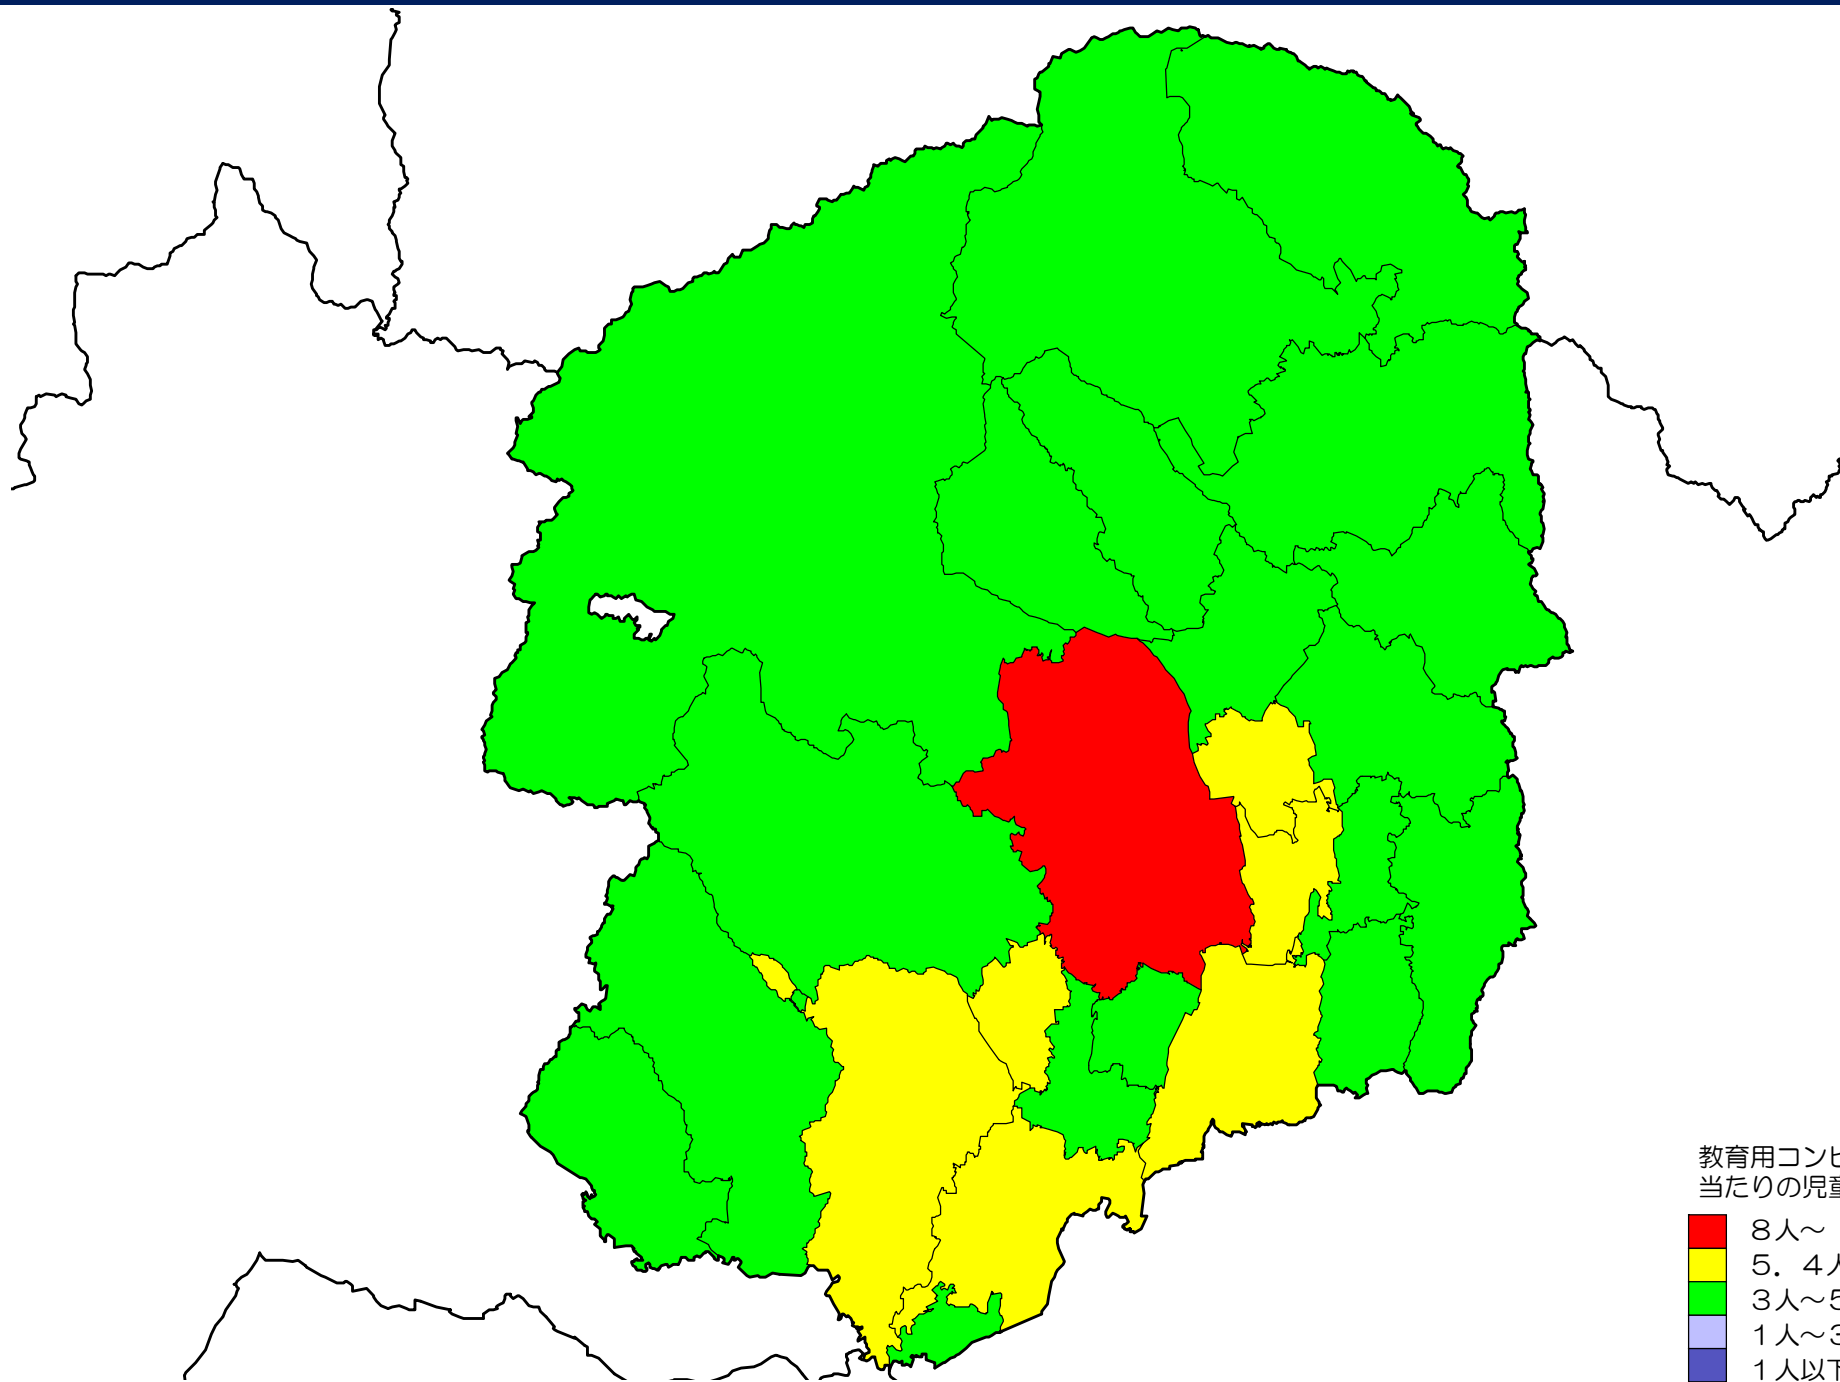 教育用コンピ
当たりの児童
８人～
５．４人
３人～５
１人～３
１人以下